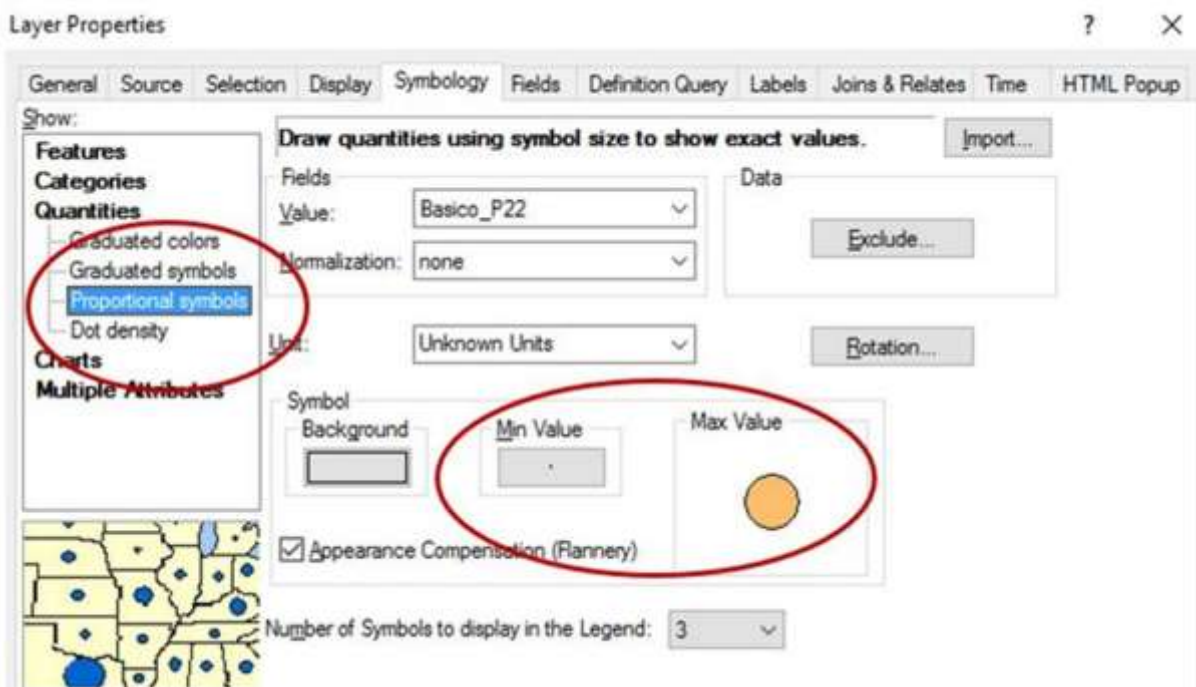 Layer Properties
?
General Source Selection Display Symbology Fields Definition Query Labels Joins & Relates Time HTML Popup
Show:
Features
Categories
Quantities
Graduated colors
Graduated symbols
Proportional symbols
Dot density
Charts
Multiple Attributes
Draw quantities using symbol size to show exact values.
Import...
Fields
Value: Basico_P22
Normalization: none
Data
Exclude...
Unit: Unknown Units
Rotation...
Symbol
Background
Min Value
Max Value
Appearance Compensation (Flannery)
Number of Symbols to display in the Legend: 3